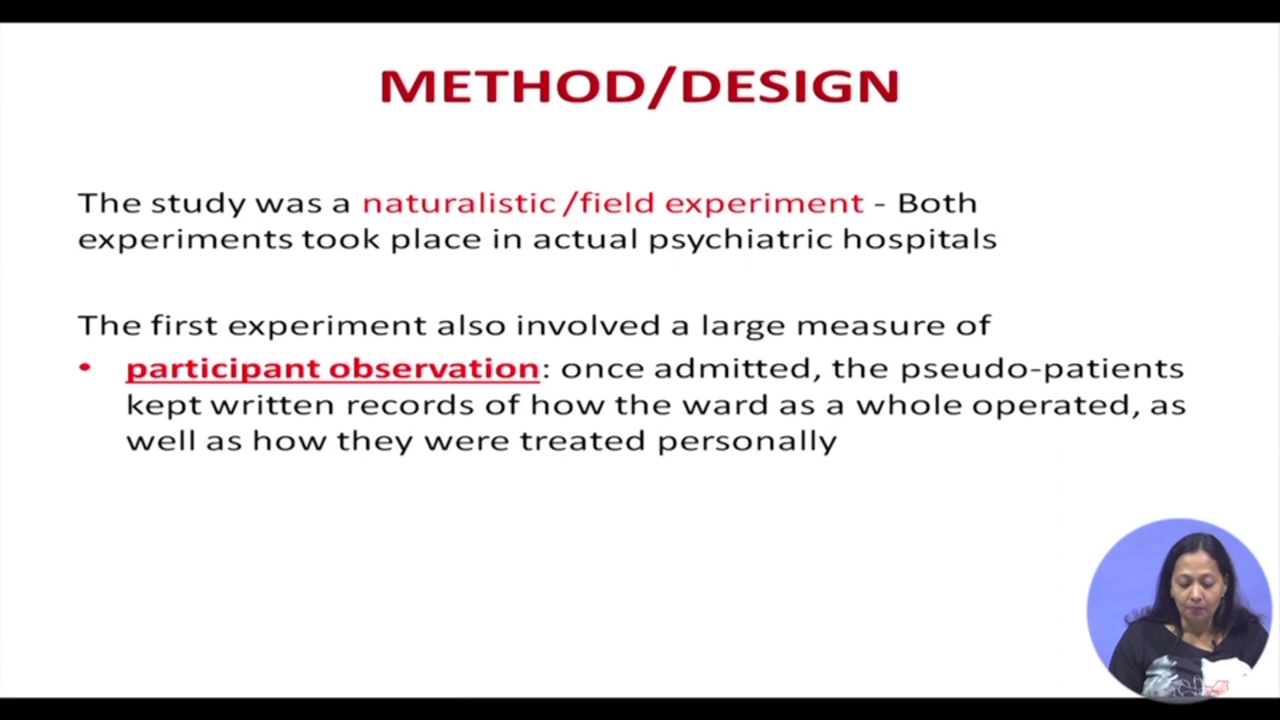 METHOD/DESIGN
The study was a naturalistic /field experiment - Both
experiments took place in actual psychiatric hospitals
The first experiment also involved a large measure of
• participant observation: once admitted, the pseudo-patients
kept written records of how the ward as a whole operated, as
well as how they were treated personally